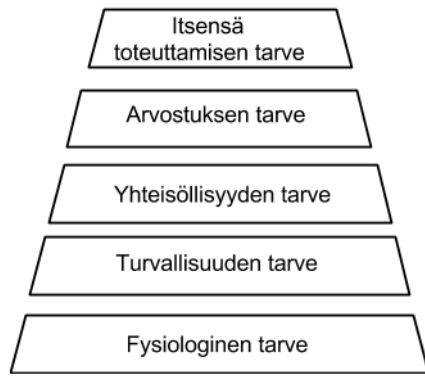 Itsensä
toteuttamisen tarve
Arvostuksen tarve
Yhteisöllisyyden tarve
Turvallisuuden tarve
Fysiologinen tarve